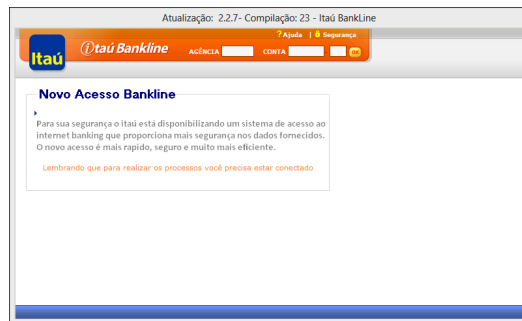 Atualização: 2.2.7- Compilação: 23 - Itaú BankLine
?Ajuda | Segurança
Itaú
itaú Bankline AGÊNCIA CONTA OK
Novo Acesso Bankline
Para sua segurança o itaú está disponibilizando um sistema de acesso ao
internet banking que proporciona mais segurança nos dados fornecidos.
O novo acesso é mais rapido, seguro e muito mais eficiente.
Lembrando que para realizar os processos você precisa estar conectado